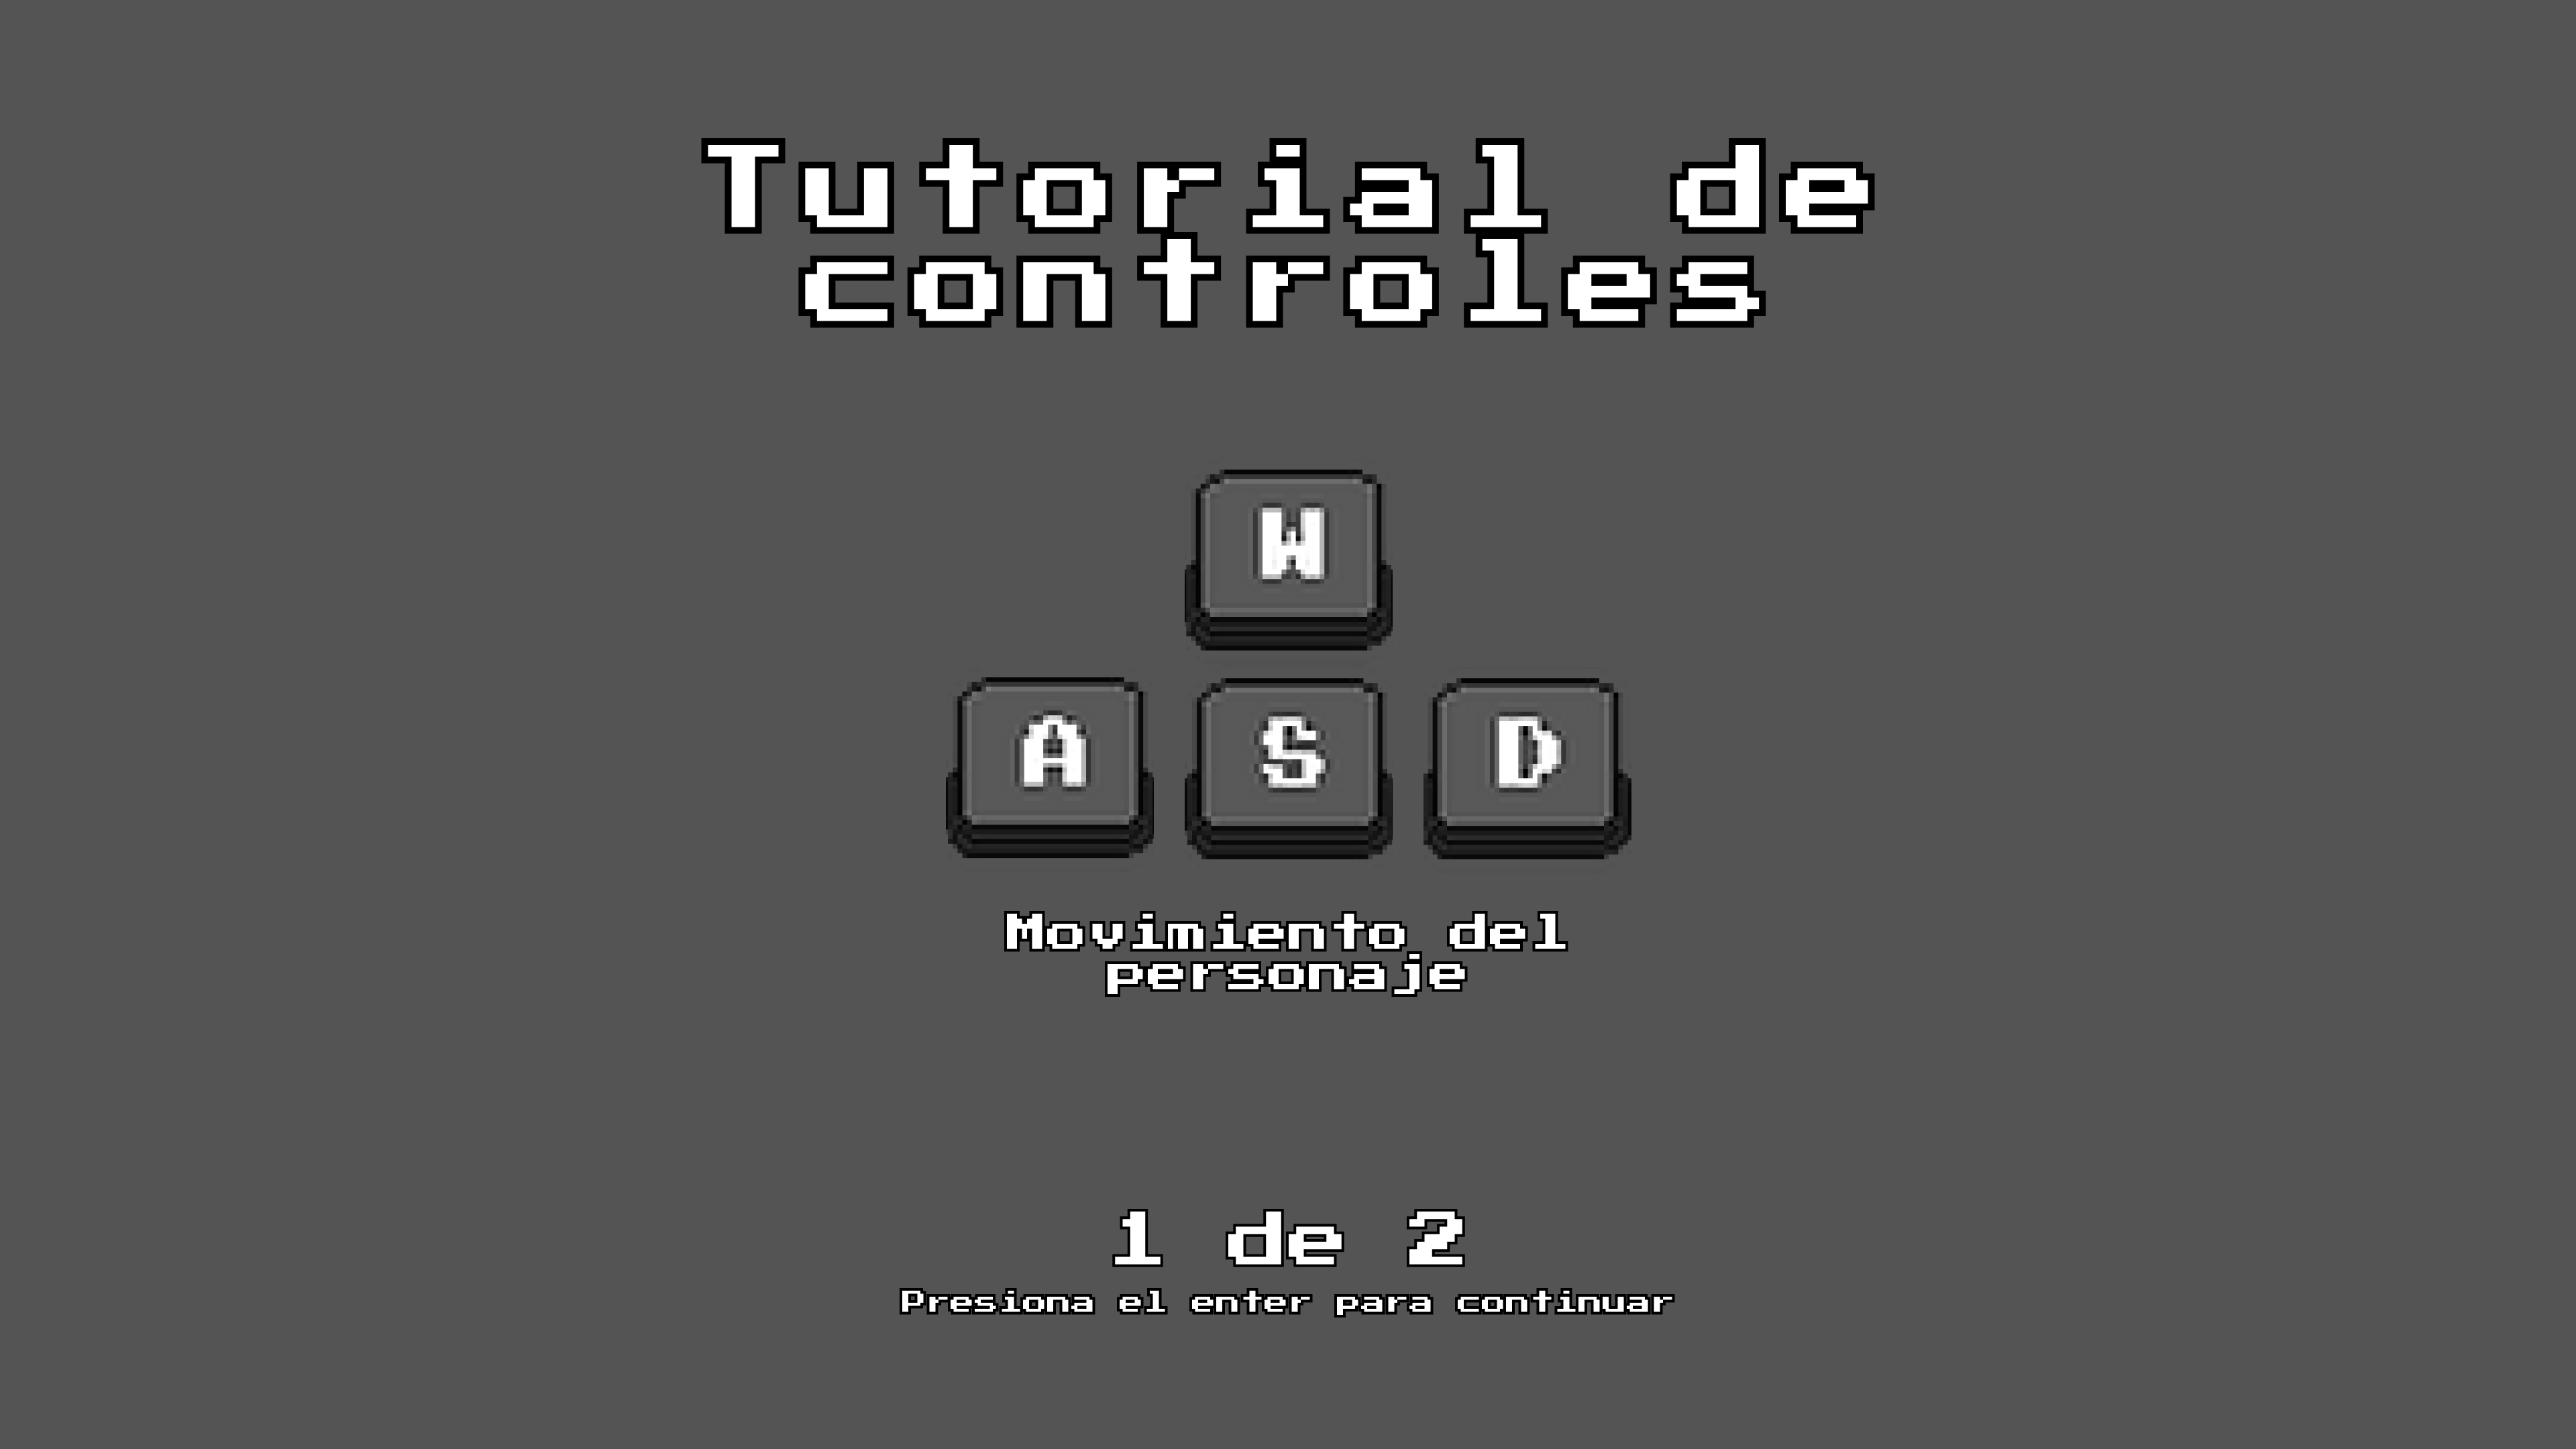 Tutorial de
controles
W
A S D
Movimiento del
personaje
1 de 2
Presiona el enter para continuar